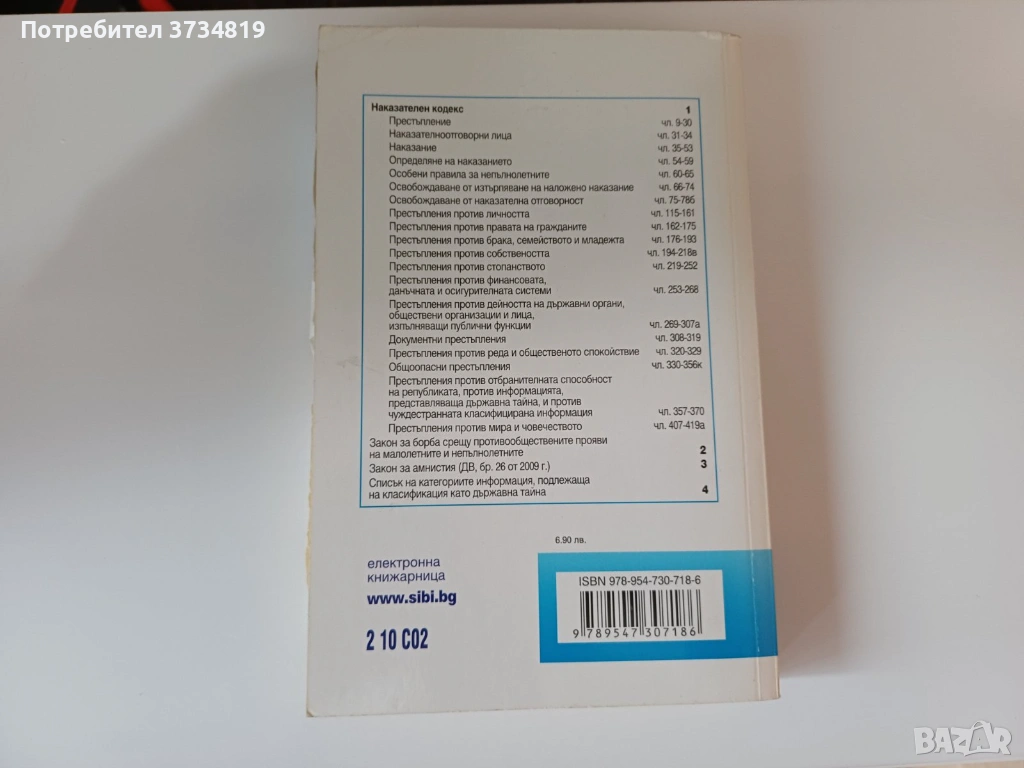 Потребител 3734819
Наказателен кодекс 1
Престъпление чл. 9-30
Наказателноотговорни лица чл. 31-34
Наказание чл. 35-53
Определяне на наказанието чл. 54-59
Особени правила за непълнолетните чл. 60-65
Освобождаване от изтърпяване на наложено наказание чл. 66-74
Освобождаване от наказателна отговорност чл. 75-78б
Престъпления против личността чл. 115-161
Престъпления против правата на гражданите чл. 162-175
Престъпления против брака, семейството и младежта чл. 176-193
Престъпления против собствеността чл. 194-218в
Престъпления против стопанството чл. 219-252
Престъпления против финансовата,
данъчната и осигурителната системи чл. 253-268
Престъпления против дейността на държавни органи,
обществени организации и лица,
изпълняващи публични функции чл. 269-307а
Документни престъпления чл. 308-319
Престъпления против реда и общественото спокойствие чл. 320-329
Общоопасни престъпления чл. 330-356к
Престъпления против отбранителната способност
на републиката, против информацията,
представляваща държавна тайна, и против
чуждестранната класифицирана информация чл. 357-370
Престъпления против мира и човечеството чл. 407-419а
Закон за борба срещу противообществените прояви
на малолетните и непълнолетните 2
Закон за амнистия (ДВ, бр. 26 от 2009 г.) 3
Списък на категориите информация, подлежаща
на класификация като държавна тайна 4
6.90 лв.
електронна
книжарница
www.sibi.bg
2 10 C02
ISBN 978-954-730-718-6
9 789547 307186
BAZAR